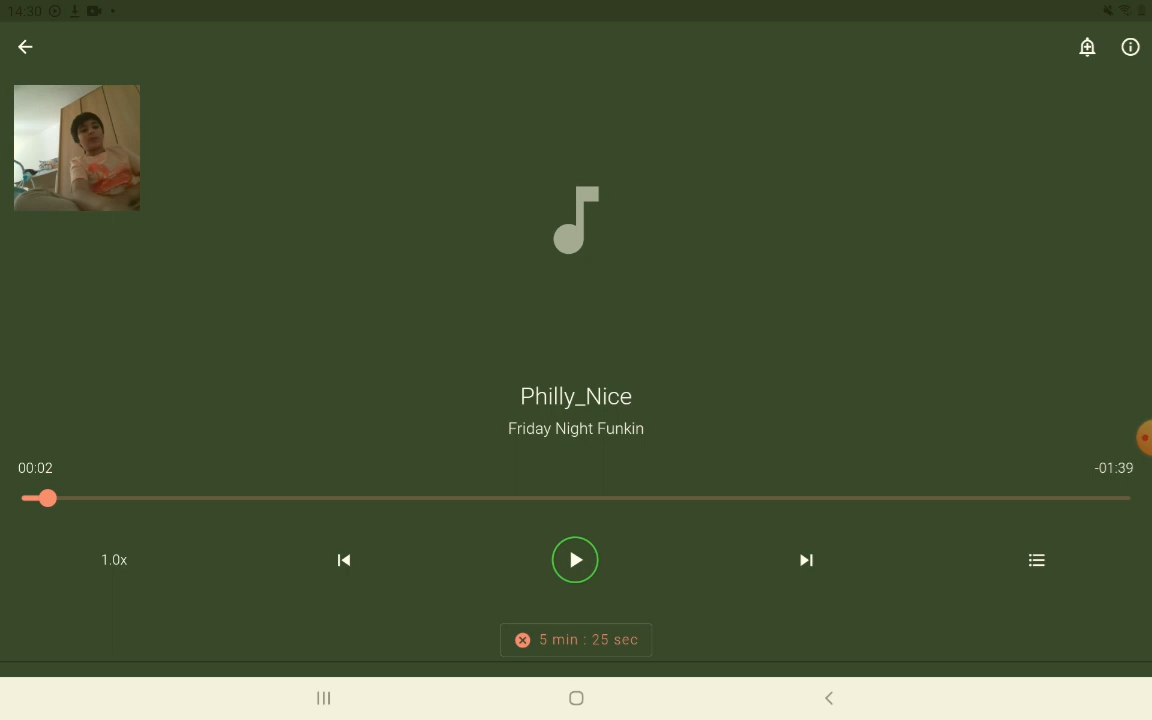 14:30
Philly_Nice
Friday Night Funkin
00:02
-01:39
1.0x
5 min : 25 sec